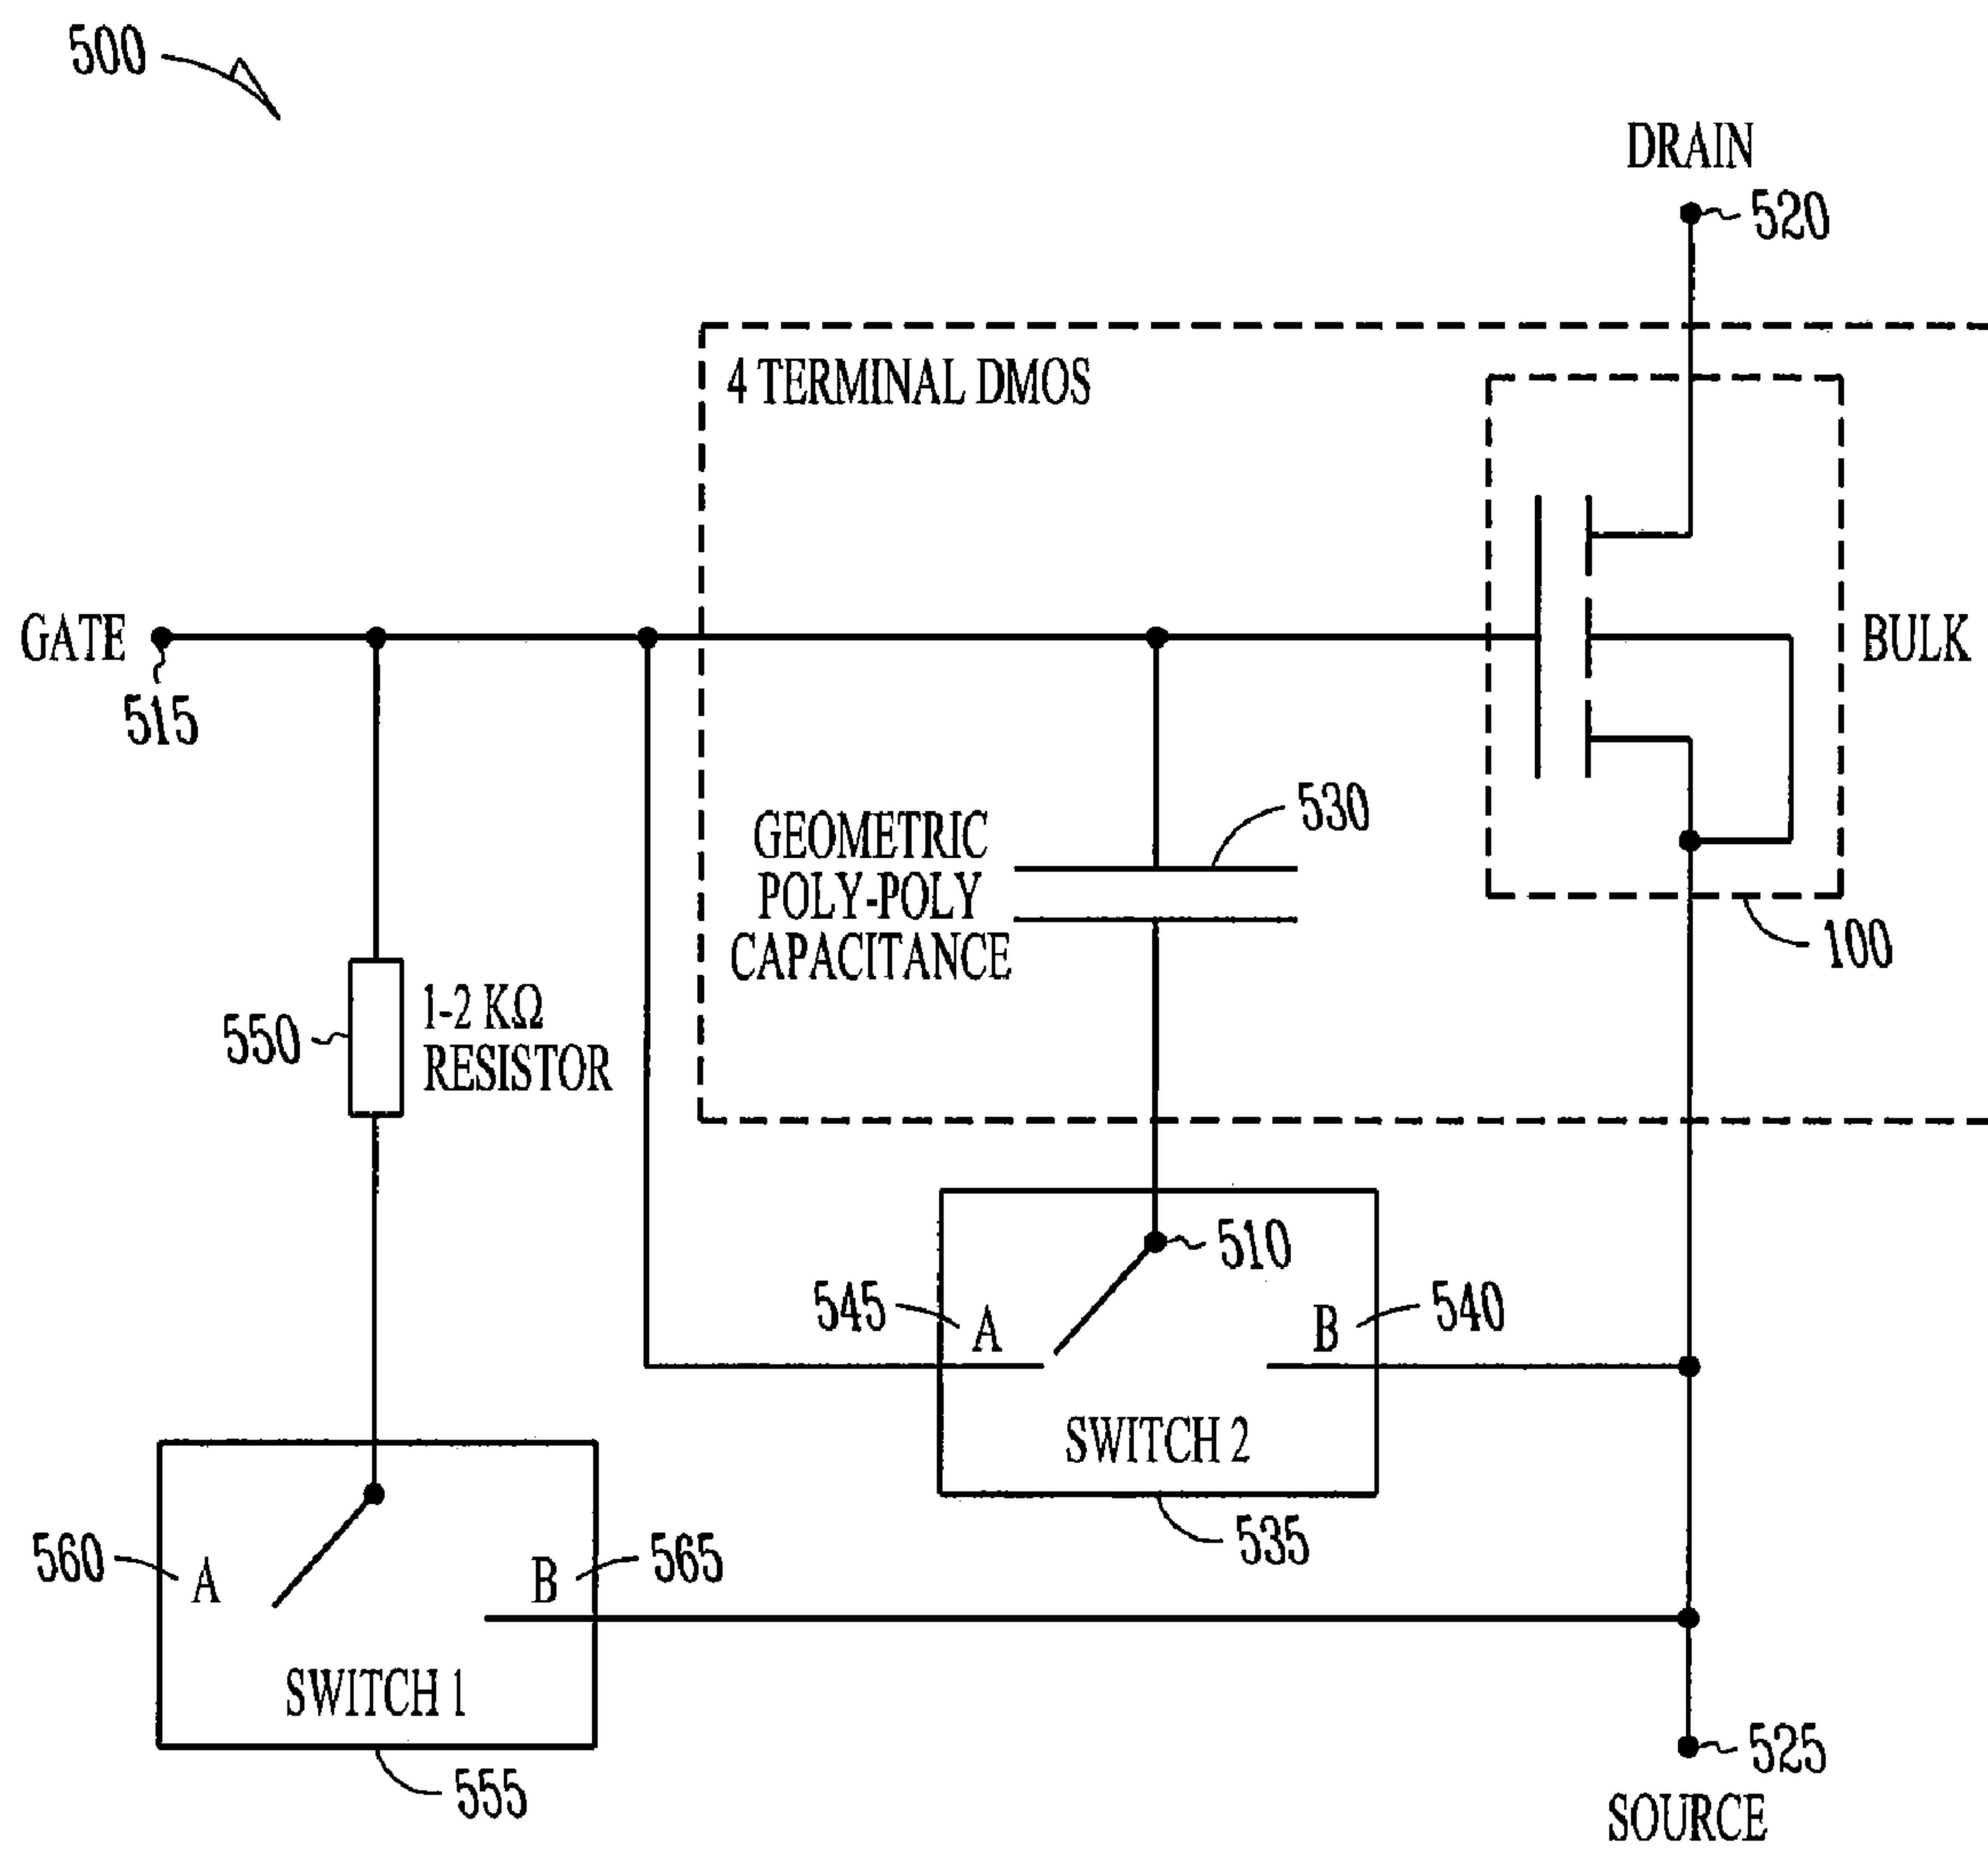 500
DRAIN
520
4 TERMINAL DMOS
GATE
515
BULK
530
GEOMETRIC
POLY-POLY
CAPACITANCE
100
550
1-2 KΩ
RESISTOR
510
545
A
B
540
SWITCH 2
535
560
A
B
565
SWITCH 1
555
525
SOURCE